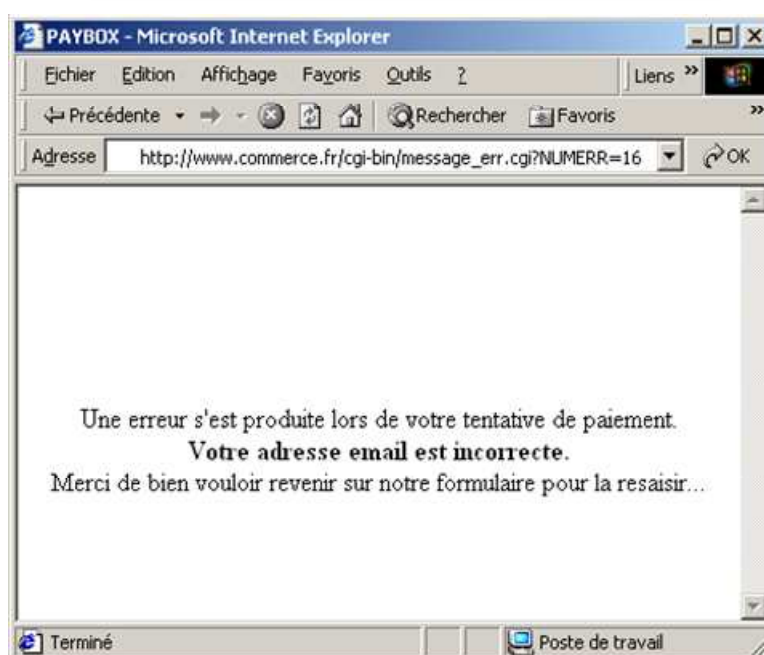 PAYBOX - Microsoft Internet Explorer
Fichier Edition Affichage Favoris Outils ? Liens »
Précédente Rechercher Favoris »
Adresse http://www.commerce.fr/cgi-bin/message_err.cgi?NUMERR=16 OK
Une erreur s'est produite lors de votre tentative de paiement.
Votre adresse email est incorrecte.
Merci de bien vouloir revenir sur notre formulaire pour la resaisir...
Terminé Poste de travail